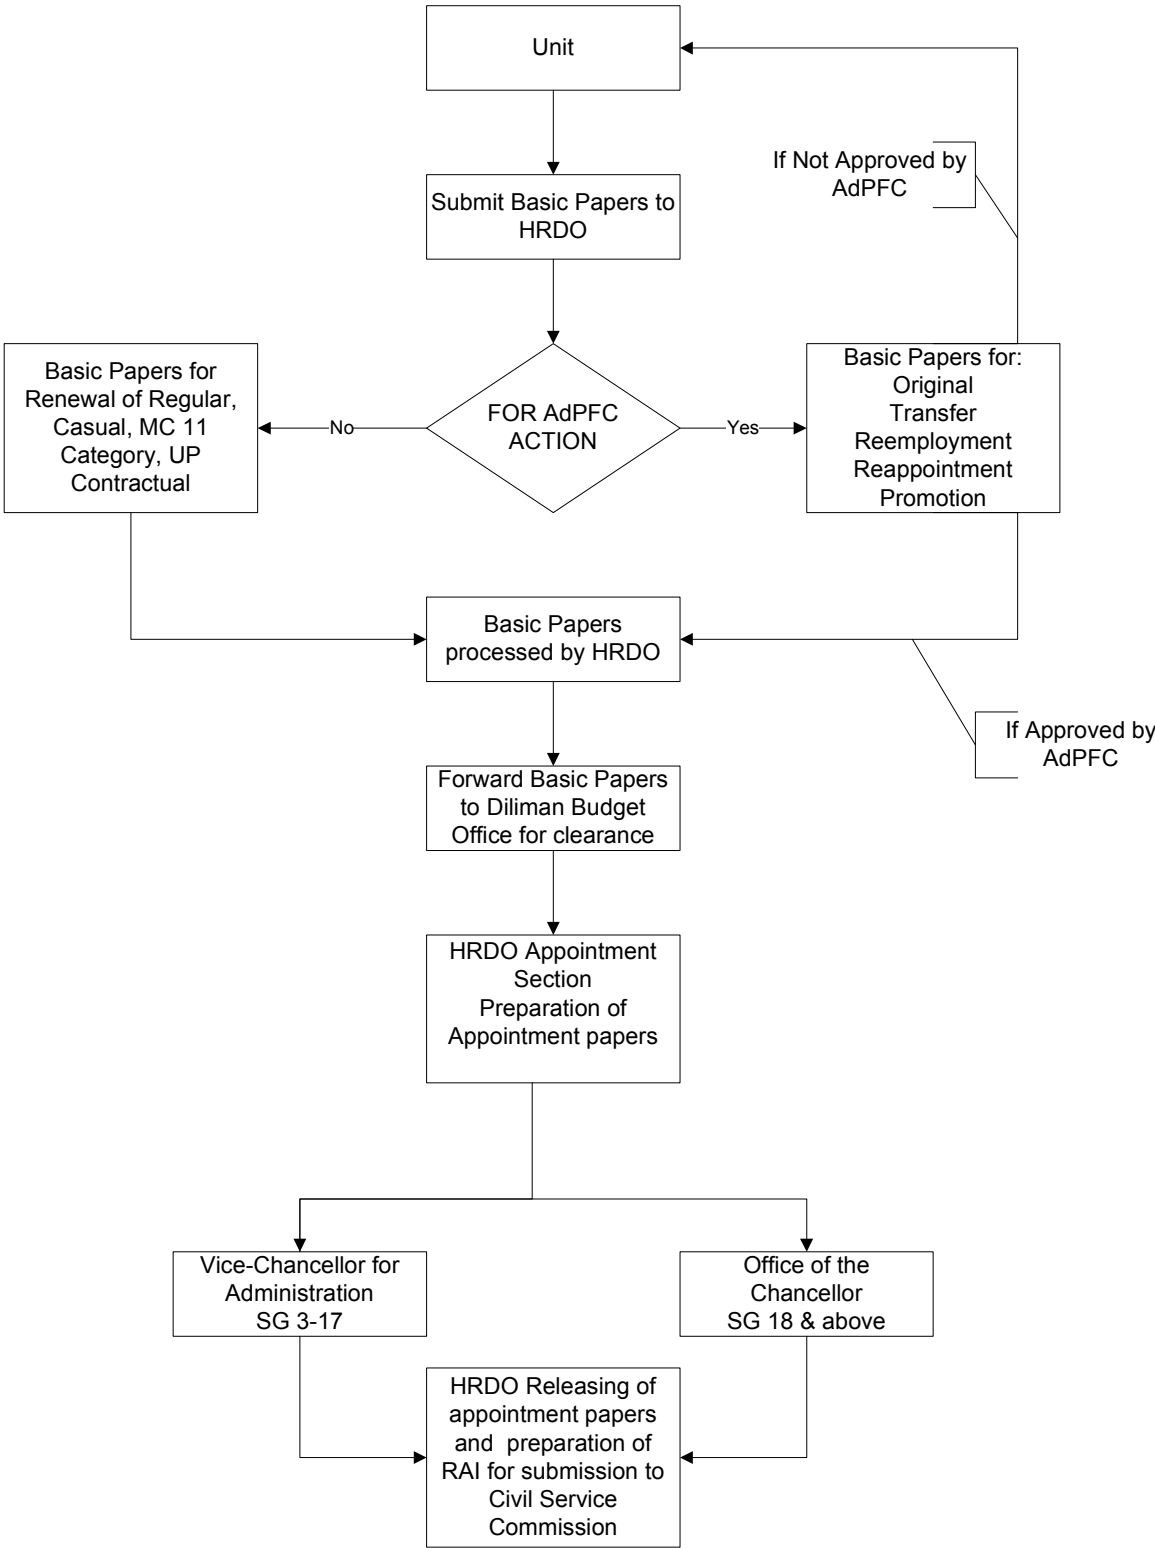 Unit
If Not Approved by
AdPFC
Submit Basic Papers to
HRDO
Basic Papers for
Renewal of Regular,
Casual, MC 11
Category, UP
Contractual
No
FOR AdPFC
ACTION
Yes
Basic Papers for:
Original
Transfer
Reemployment
Reappointment
Promotion
Basic Papers
processed by HRDO
If Approved by
AdPFC
Forward Basic Papers
to Diliman Budget
Office for clearance
HRDO Appointment
Section
Preparation of
Appointment papers
Vice-Chancellor for
Administration
SG 3-17
Office of the
Chancellor
SG 18 & above
HRDO Releasing of
appointment papers
and preparation of
RAI for submission to
Civil Service
Commission